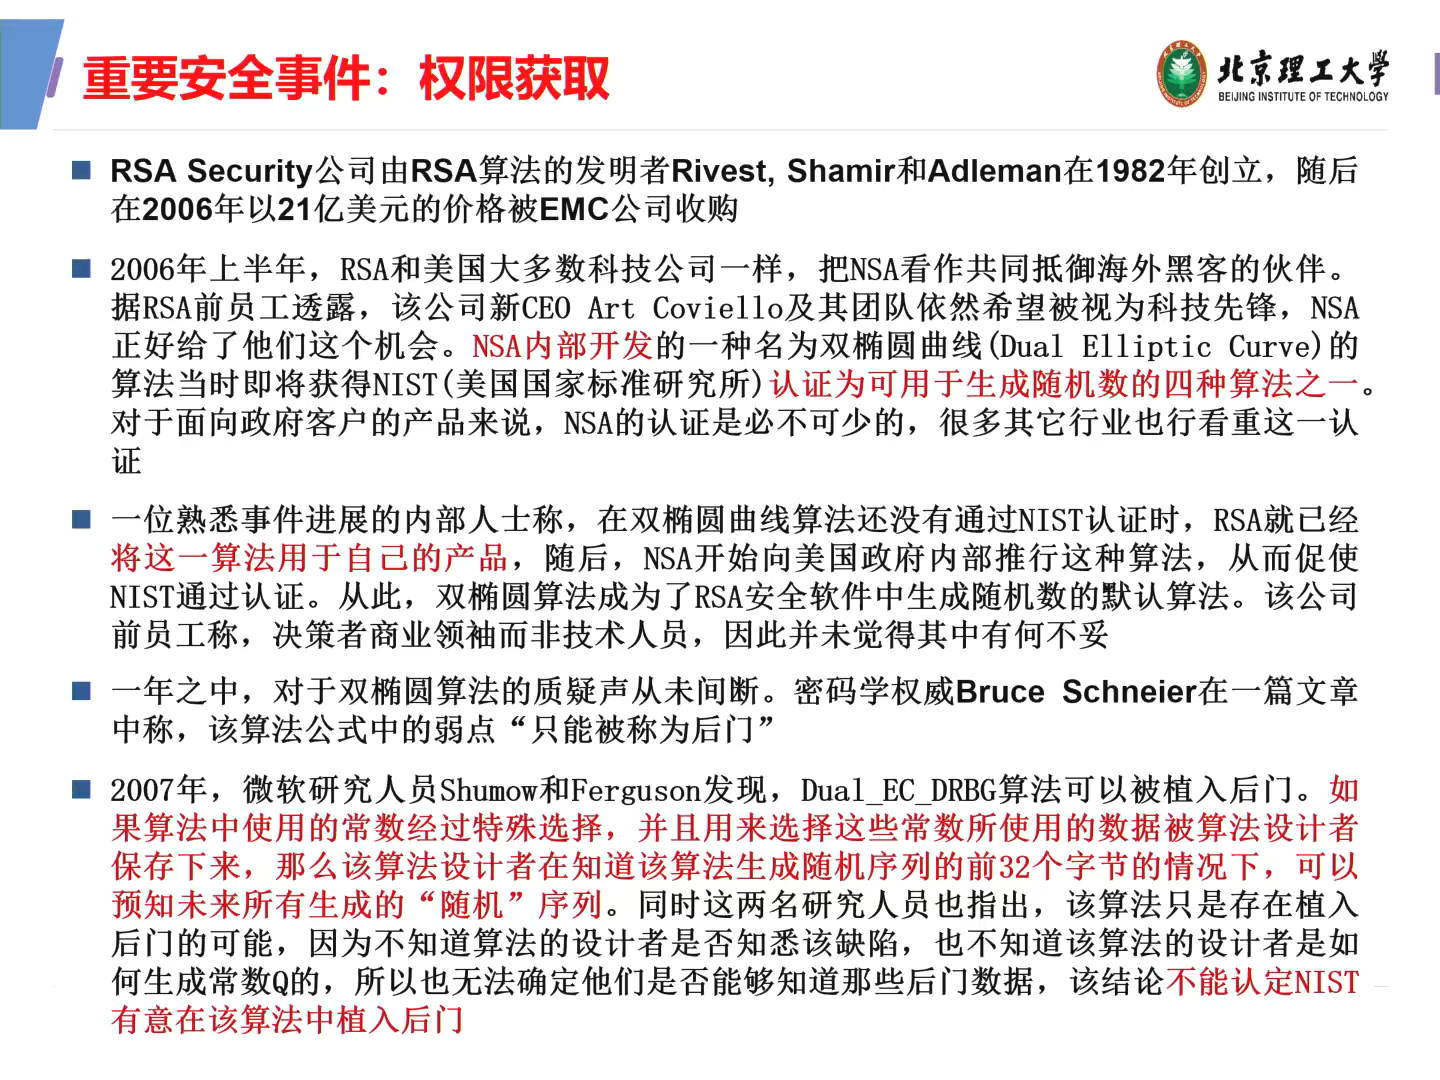 重要安全事件：权限获取
北京理工大学
BEIJING INSTITUTE OF TECHNOLOGY
RSA Security公司由RSA算法的发明者Rivest, Shamir和Adleman在1982年创立，随后
在2006年以21亿美元的价格被EMC公司收购
2006年上半年，RSA和美国大多数科技公司一样，把NSA看作共同抵御海外黑客的伙伴。
据RSA前员工透露，该公司新CEO Art Coviello及其团队依然希望被视为科技先锋，NSA
正好给了他们这个机会。NSA内部开发的一种名为双椭圆曲线(Dual Elliptic Curve)的
算法当时即将获得NIST(美国国家标准研究所)认证为可用于生成随机数的四种算法之一。
对于面向政府客户的产品来说，NSA的认证是必不可少的，很多其它行业也行看重这一认
证
一位熟悉事件进展的内部人士称，在双椭圆曲线算法还没有通过NIST认证时，RSA就已经
将这一算法用于自己的产品，随后，NSA开始向美国政府内部推行这种算法，从而促使
NIST通过认证。从此，双椭圆算法成为了RSA安全软件中生成随机数的默认算法。该公司
前员工称，决策者商业领袖而非技术人员，因此并未觉得其中有何不妥
一年之中，对于双椭圆算法的质疑声从未间断。密码学权威Bruce Schneier在一篇文章
中称，该算法公式中的弱点“只能被称为后门”
2007年，微软研究人员Shumow和Ferguson发现，Dual_EC_DRBG算法可以被植入后门。如
果算法中使用的常数经过特殊选择，并且用来选择这些常数所使用的数据被算法设计者
保存下来，那么该算法设计者在知道该算法生成随机序列的前32个字节的情况下，可以
预知未来所有生成的“随机”序列。同时这两名研究人员也指出，该算法只是存在植入
后门的可能，因为不知道算法的设计者是否知悉该缺陷，也不知道该算法的设计者是如
何生成常数Q的，所以也无法确定他们是否能够知道那些后门数据，该结论不能认定NIST
有意在该算法中植入后门